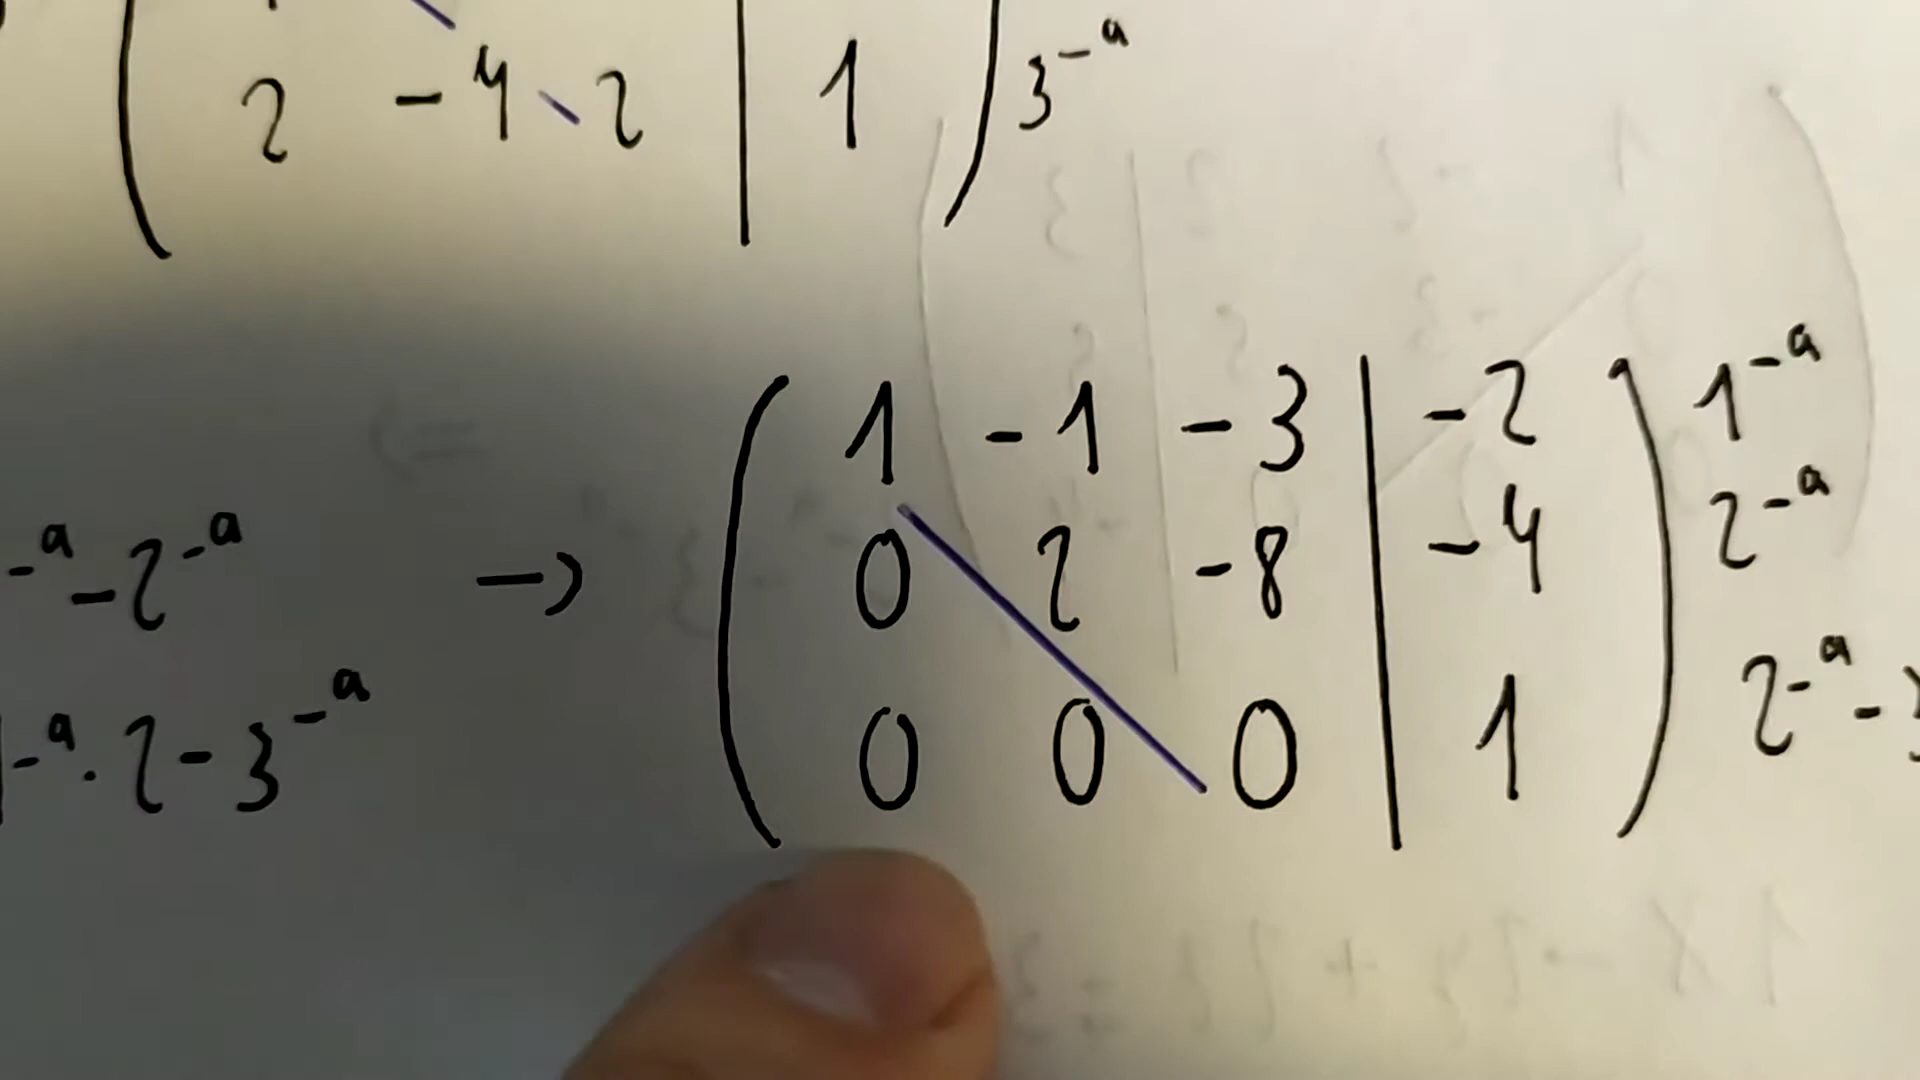 2 -4 2 | 1 ) 3^-a
( 1 -1 -3 | -2 ) 1^-a
-a - 2^-a → 0 2 -8 | -4 2^-a
-a · 2 - 3^-a 0 0 0 | 1 2^-a -